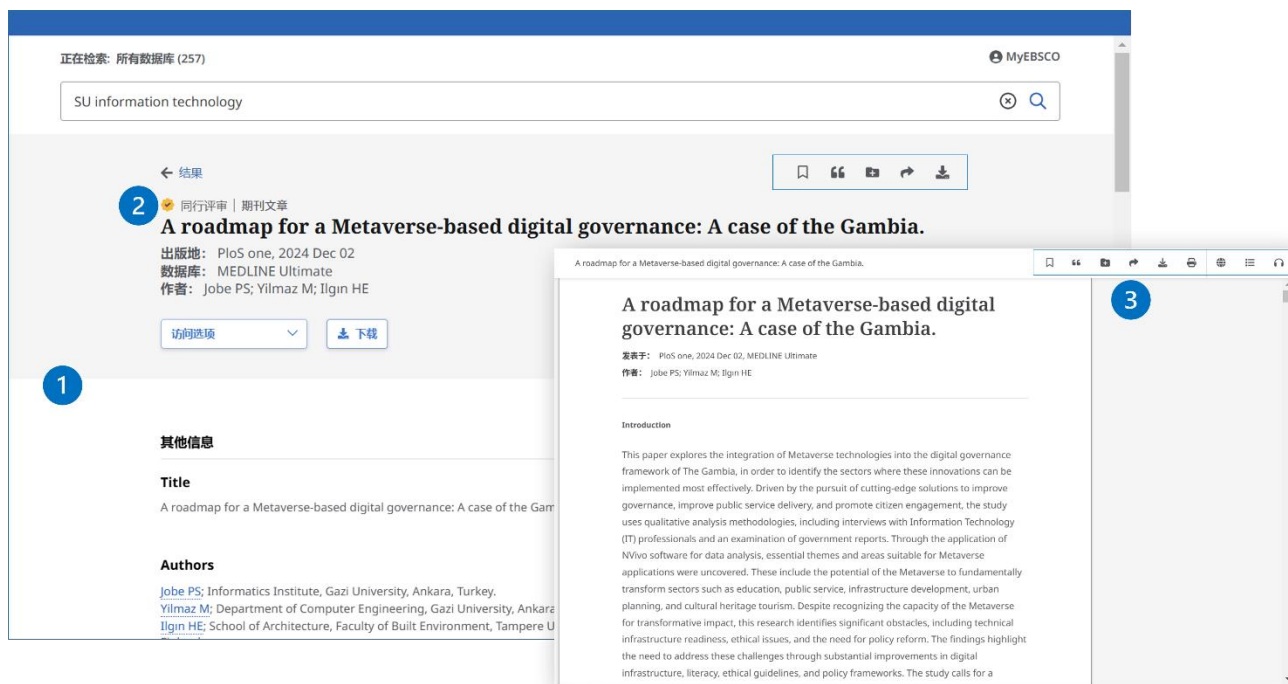 正在检索: 所有数据库 (257)
MyEBSCO
SU information technology
结果
2
同行评审 | 期刊文章
A roadmap for a Metaverse-based digital governance: A case of the Gambia.
出版地: PloS one, 2024 Dec 02
数据库: MEDLINE Ultimate
作者: Jobe PS; Yilmaz M; Ilgın HE
访问选项
下载
1
其他信息
Title
A roadmap for a Metaverse-based digital governance: A case of the Gam
Authors
Jobe PS; Informatics Institute, Gazi University, Ankara, Turkey.
Yilmaz M; Department of Computer Engineering, Gazi University, Ankara
Ilgın HE; School of Architecture, Faculty of Built Environment, Tampere U
A roadmap for a Metaverse-based digital governance: A case of the Gambia.
3
A roadmap for a Metaverse-based digital
governance: A case of the Gambia.
发表于: PloS one, 2024 Dec 02, MEDLINE Ultimate
作者: Jobe PS; Yilmaz M; Ilgın HE
Introduction
This paper explores the integration of Metaverse technologies into the digital governance
framework of The Gambia, in order to identify the sectors where these innovations can be
implemented most effectively. Driven by the pursuit of cutting-edge solutions to improve
governance, improve public service delivery, and promote citizen engagement, the study
uses qualitative analysis methodologies, including interviews with Information Technology
(IT) professionals and an examination of government reports. Through the application of
NVivo software for data analysis, essential themes and areas suitable for Metaverse
applications were uncovered. These include the potential of the Metaverse to fundamentally
transform sectors such as education, public service, infrastructure development, urban
planning, and cultural heritage tourism. Despite recognizing the capacity of the Metaverse
for transformative impact, this research identifies significant obstacles, including technical
infrastructure readiness, ethical issues, and the need for policy reform. The findings highlight
the need to address these challenges through substantial improvements in digital
infrastructure, literacy, ethical guidelines, and policy frameworks. The study calls for a